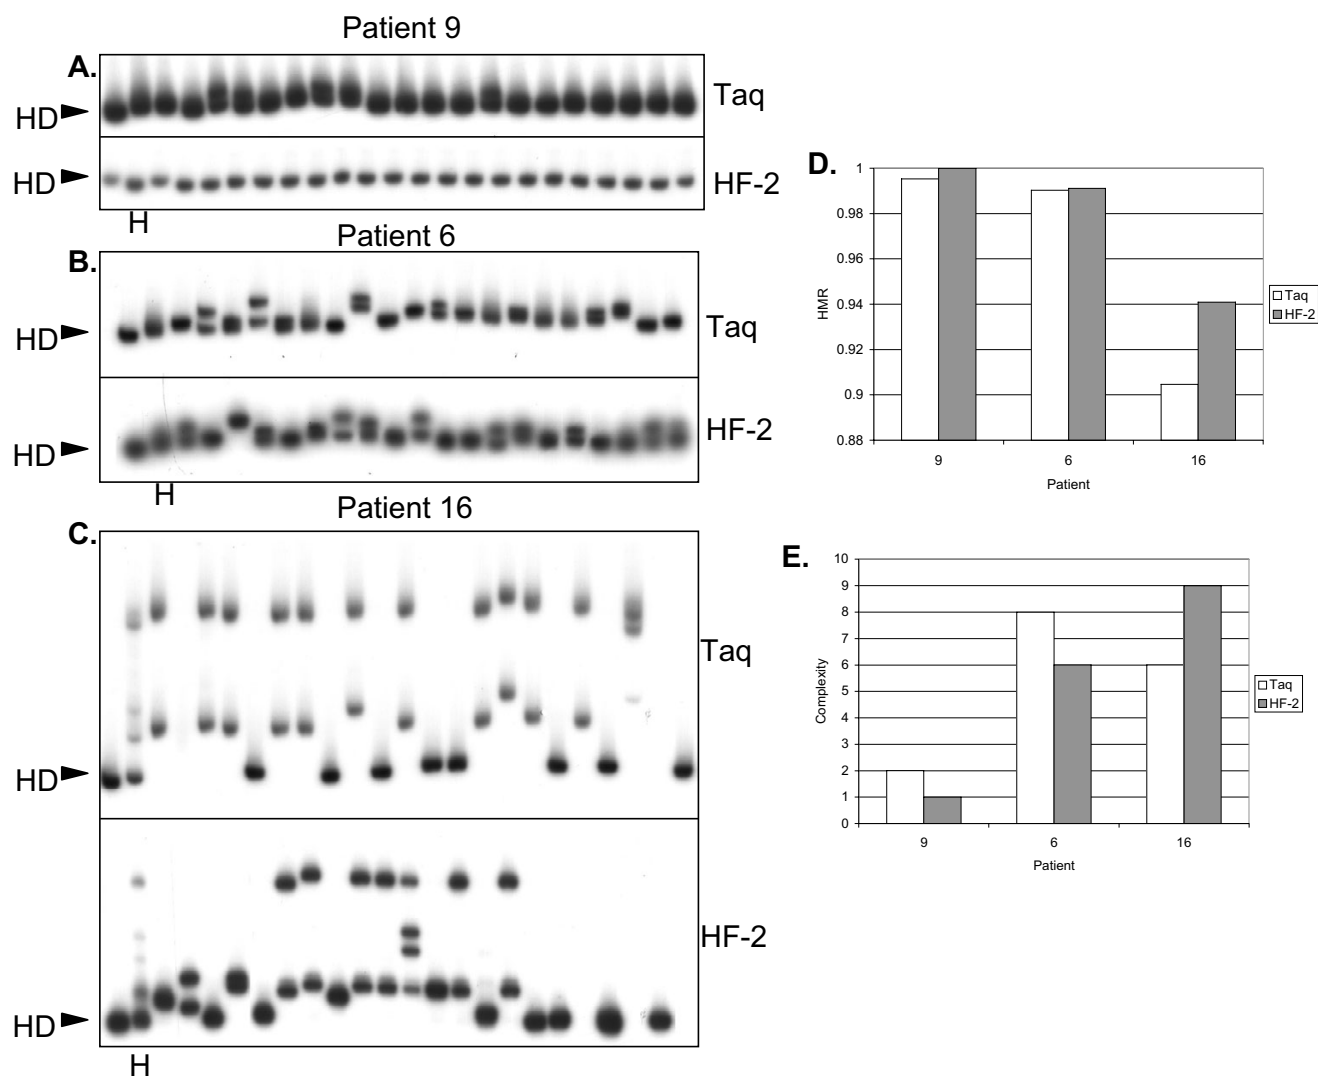 Patient 9
A.
Taq
HD
HD
HF-2
H
Patient 6
B.
Taq
HD
HF-2
HD
H
Patient 16
C.
Taq
HD
HF-2
HD
H
D.
1
0.98
0.96
0.94
0.92
0.9
0.88
HMR
9 6 16
Patient
Taq
HF-2
E.
10
9
8
7
6
5
4
3
2
1
0
Complexity
9 6 16
Patient
Taq
HF-2